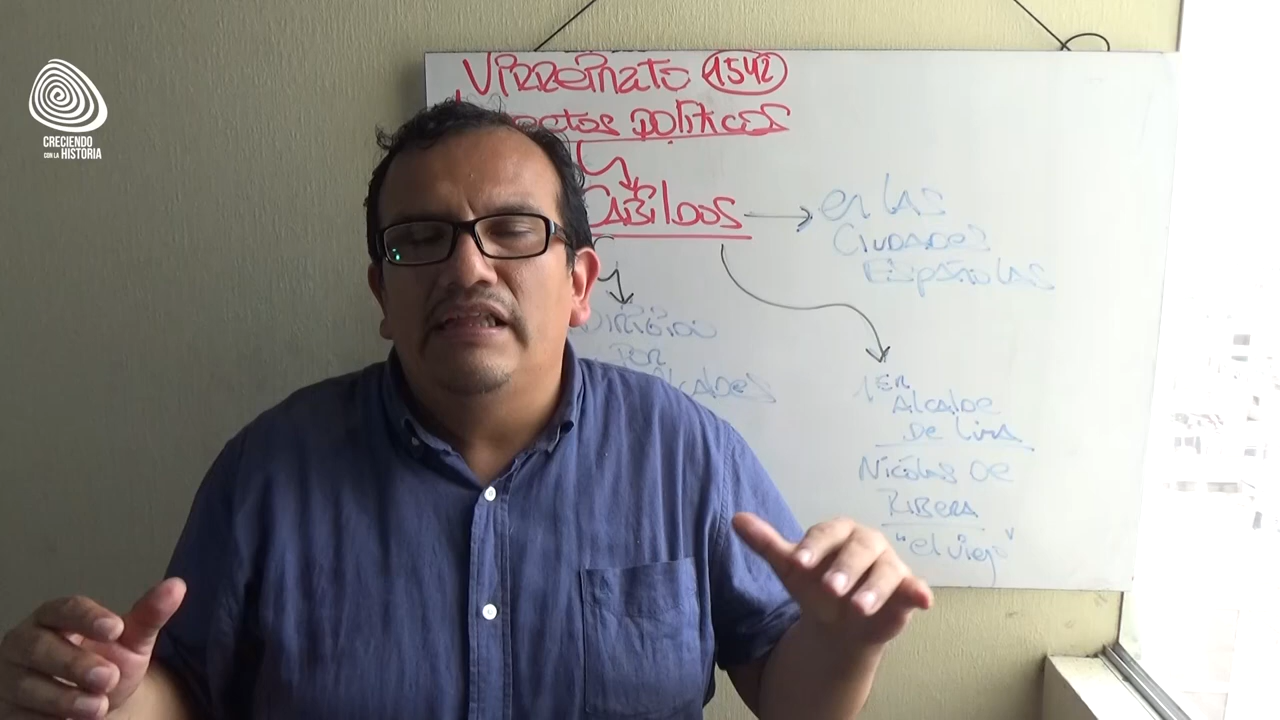 CRECIENDO
CON LA HISTORIA
VIRREINATO 1542
POLÍTICOS
CABILDOS
EN LAS
CIUDADES
ESPAÑOLAS
DIRIGIDOS
POR
ALCALDES
1ER
ALCALDE
DE LIMA
NICOLÁS DE
RIBERA
"el viejo"